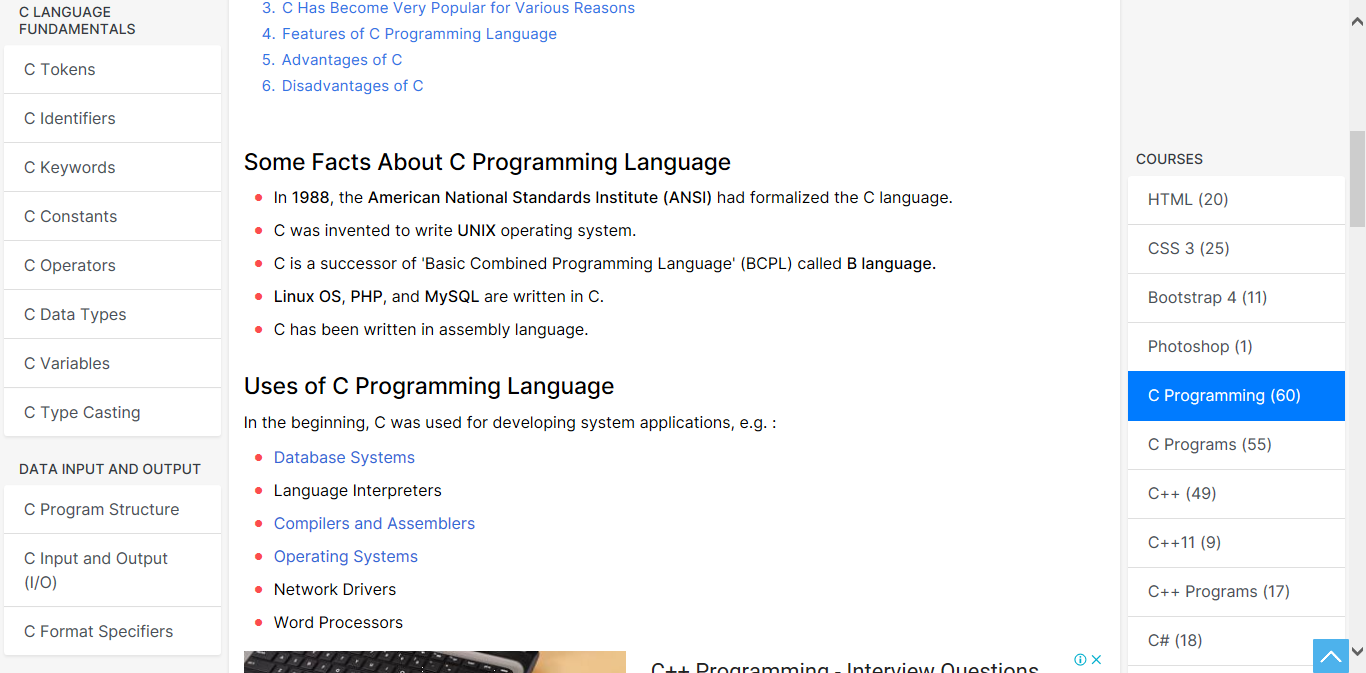 C LANGUAGE
FUNDAMENTALS
C Tokens
C Identifiers
C Keywords
C Constants
C Operators
C Data Types
C Variables
C Type Casting
DATA INPUT AND OUTPUT
C Program Structure
C Input and Output
(I/O)
C Format Specifiers
3. C Has Become Very Popular for Various Reasons
4. Features of C Programming Language
5. Advantages of C
6. Disadvantages of C
Some Facts About C Programming Language
In 1988, the American National Standards Institute (ANSI) had formalized the C language.
C was invented to write UNIX operating system.
C is a successor of 'Basic Combined Programming Language' (BCPL) called B language.
Linux OS, PHP, and MySQL are written in C.
C has been written in assembly language.
Uses of C Programming Language
In the beginning, C was used for developing system applications, e.g. :
Database Systems
Language Interpreters
Compilers and Assemblers
Operating Systems
Network Drivers
Word Processors
C++ Programming - Interview Questions
COURSES
HTML (20)
CSS 3 (25)
Bootstrap 4 (11)
Photoshop (1)
C Programming (60)
C Programs (55)
C++ (49)
C++11 (9)
C++ Programs (17)
C# (18)